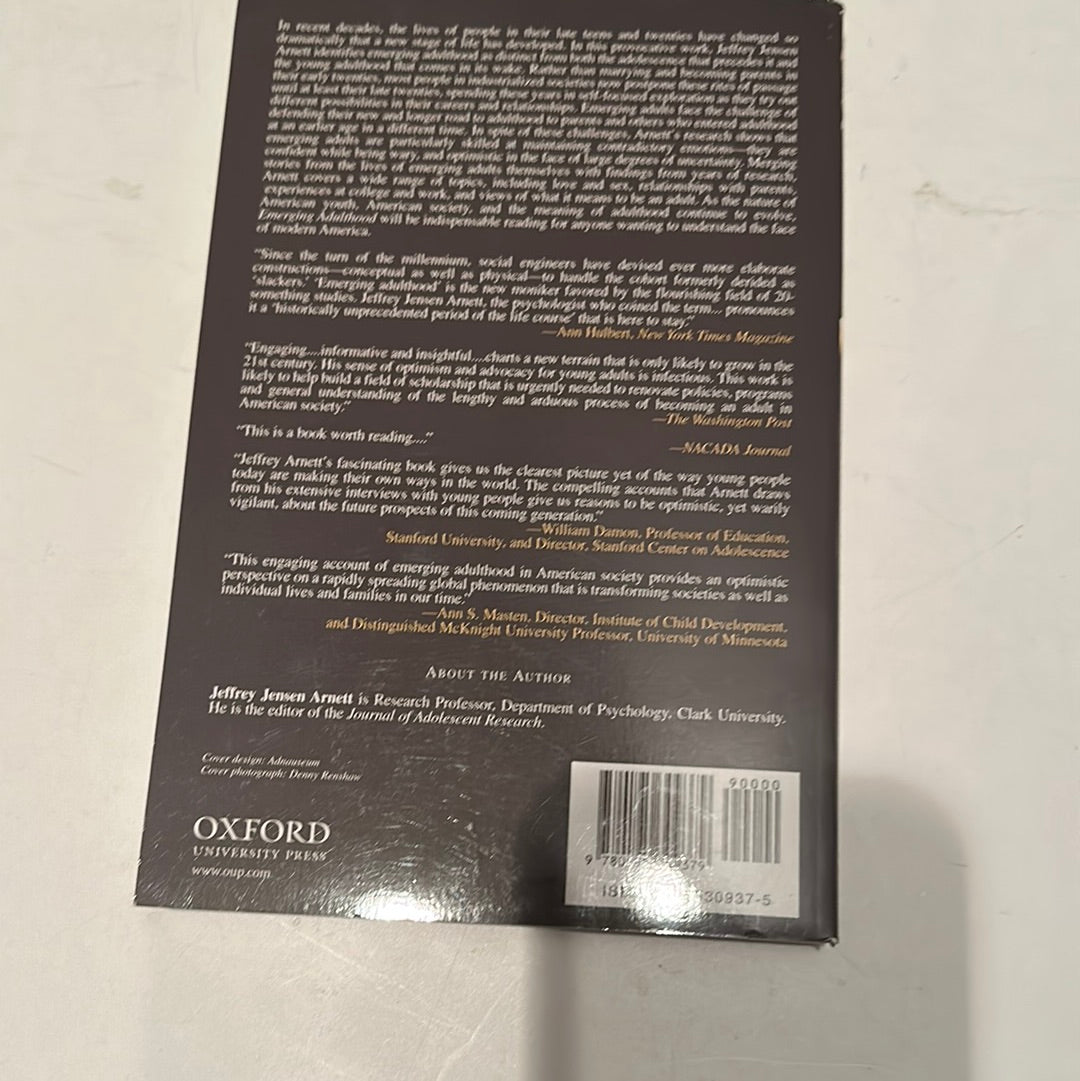 In recent decades, the lives of people in their late teens and twenties have changed so
dramatically that a new stage of life has developed. In this provocative work, Jeffrey Jensen
Arnett identifies emerging adulthood as distinct from both the adolescence that precedes it and
the young adulthood that comes in its wake. Rather than marrying and becoming parents in
their early twenties, most people in industrialized societies now postpone these rites of passage
until at least their late twenties, spending these years in self-focused exploration as they try out
different possibilities in their careers and relationships. Emerging adults face the challenge of
defending their new and longer road to adulthood to parents and others who entered adulthood
at an earlier age in a different time. In spite of these challenges, Arnett's research shows that
emerging adults are particularly skilled at maintaining contradictory emotions—they are
confident while being wary, and optimistic in the face of large degrees of uncertainty. Merging
stories from the lives of emerging adults themselves with findings from years of research,
Arnett covers a wide range of topics, including love and sex, relationships with parents,
experiences at college and work, and views of what it means to be an adult. As the nature of
American youth, American society, and the meaning of adulthood continue to evolve,
Emerging Adulthood will be indispensable reading for anyone wanting to understand the face
of modern America.
"Since the turn of the millennium, social engineers have devised ever more elaborate
constructions—conceptual as well as physical—to handle the cohort formerly derided as
'slackers.' 'Emerging adulthood' is the new moniker favored by the flourishing field of 20-
something studies. Jeffrey Jensen Arnett, the psychologist who coined the term... pronounces
it a 'historically unprecedented period of the life course' that is here to stay."
—Ann Hulbert, New York Times Magazine
"Engaging....informative and insightful....charts a new terrain that is only likely to grow in the
21st century. His sense of optimism and advocacy for young adults is infectious. This work is
likely to help build a field of scholarship that is urgently needed to renovate policies, programs
and general understanding of the lengthy and arduous process of becoming an adult in
American society."
—The Washington Post
"This is a book worth reading...."
—NACADA Journal
"Jeffrey Arnett's fascinating book gives us the clearest picture yet of the way young people
today are making their own ways in the world. The compelling accounts that Arnett draws
from his extensive interviews with young people give us reasons to be optimistic, yet warily
vigilant, about the future prospects of this coming generation."
—William Damon, Professor of Education,
Stanford University, and Director, Stanford Center on Adolescence
"This engaging account of emerging adulthood in American society provides an optimistic
perspective on a rapidly spreading global phenomenon that is transforming societies as well as
individual lives and families in our time."
—Ann S. Masten, Director, Institute of Child Development,
and Distinguished McKnight University Professor, University of Minnesota
ABOUT THE AUTHOR
Jeffrey Jensen Arnett is Research Professor, Department of Psychology, Clark University.
He is the editor of the Journal of Adolescent Research.
Cover design: Adnauseum
Cover photograph: Denny Renshaw
OXFORD
UNIVERSITY PRESS
www.oup.com
90000
30937-5